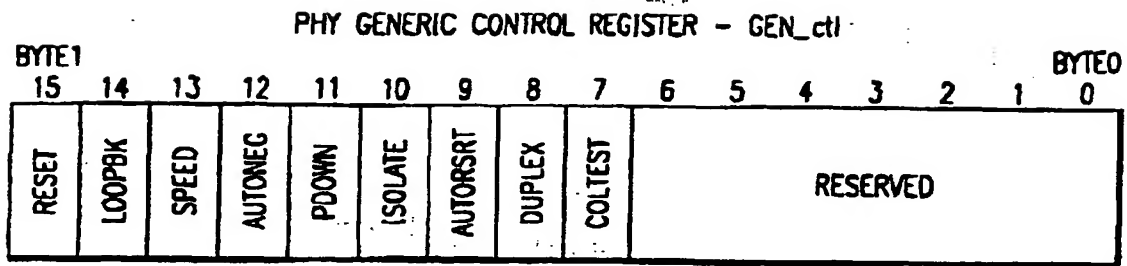 PHY GENERIC CONTROL REGISTER - GEN_ctl
BYTE1 BYTE0
15 14 13 12 11 10 9 8 7 6 5 4 3 2 1 0
RESET LOOPBK SPEED AUTONEG PDOWN ISOLATE AUTORSRT DUPLEX COLTEST RESERVED